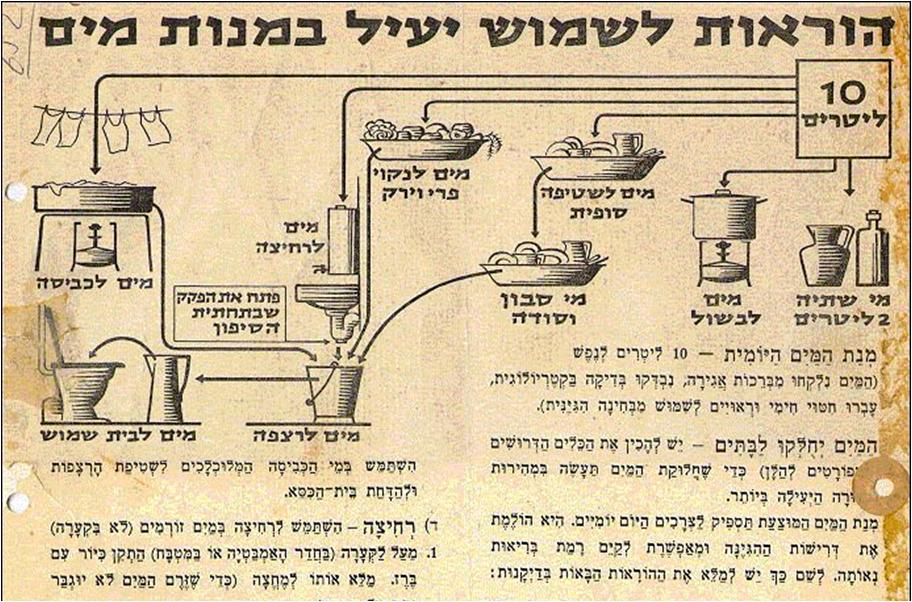 הוראות לשמוש יעיל במנות מים
10
ליטרים
מים לנקוי
פרי וירק
מים לשטיפה
סופית
מים
לרחיצה
מים לכביסה
פתח את הפקק
שבתחתית
הסיפון
מי סבון
וסודה
מים
לבשול
מי שתיה
2 ליטרים
מים לבית שמוש
מים לרצפה
מנת המים היומית – 10 ליטרים לנפש
(המים נלקחו מברכות אגירה, נבדקו בדיקה בקטריולוגית,
עברו חטוי חימי וראויים לשמוש מבחינה הגיינית).
המים יחלקו לבתים – יש להכין את הכלים הדרושים
להלן) כדי שחלוקת המים תעשה במהירות
היעילה ביותר.
מנת המים המוצעת תספיק לצרכים היום יומיים. היא הולמת
את דרישות ההגיינה ומאפשרת לקים רמת בריאות
נאותה. לשם כך יש למלא את ההוראות הבאות בדיקנות:
השתמש במי הכביסה המלוכלכים לשטיפת הרצפות
ולהדחת בית-הכסא.
ד) רחיצה – השתמש לרחיצה במים זורמים (לא בקערה)
1. מעל לקערה (בחדר האמבטיה או במטבח) התקן כיור עם
ברז. מלא אותו למחצה (כדי שזרם המים לא יוגבר